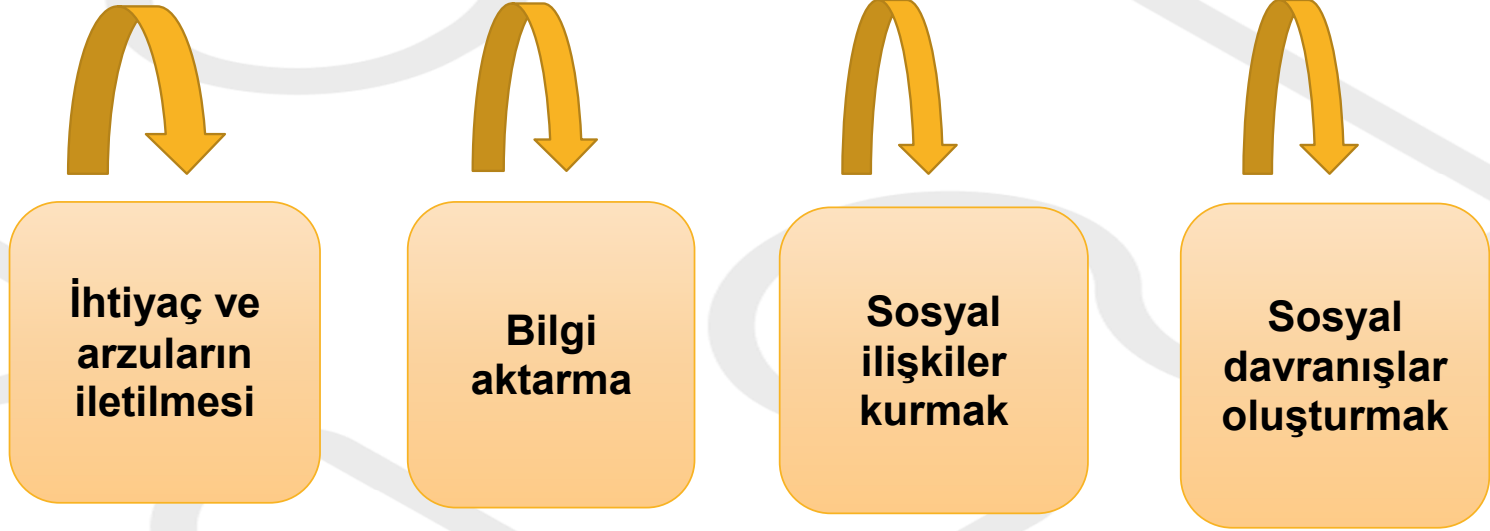 İhtiyaç ve
arzuların
iletilmesi
Bilgi
aktarma
Sosyal
ilişkiler
kurmak
Sosyal
davranışlar
oluşturmak